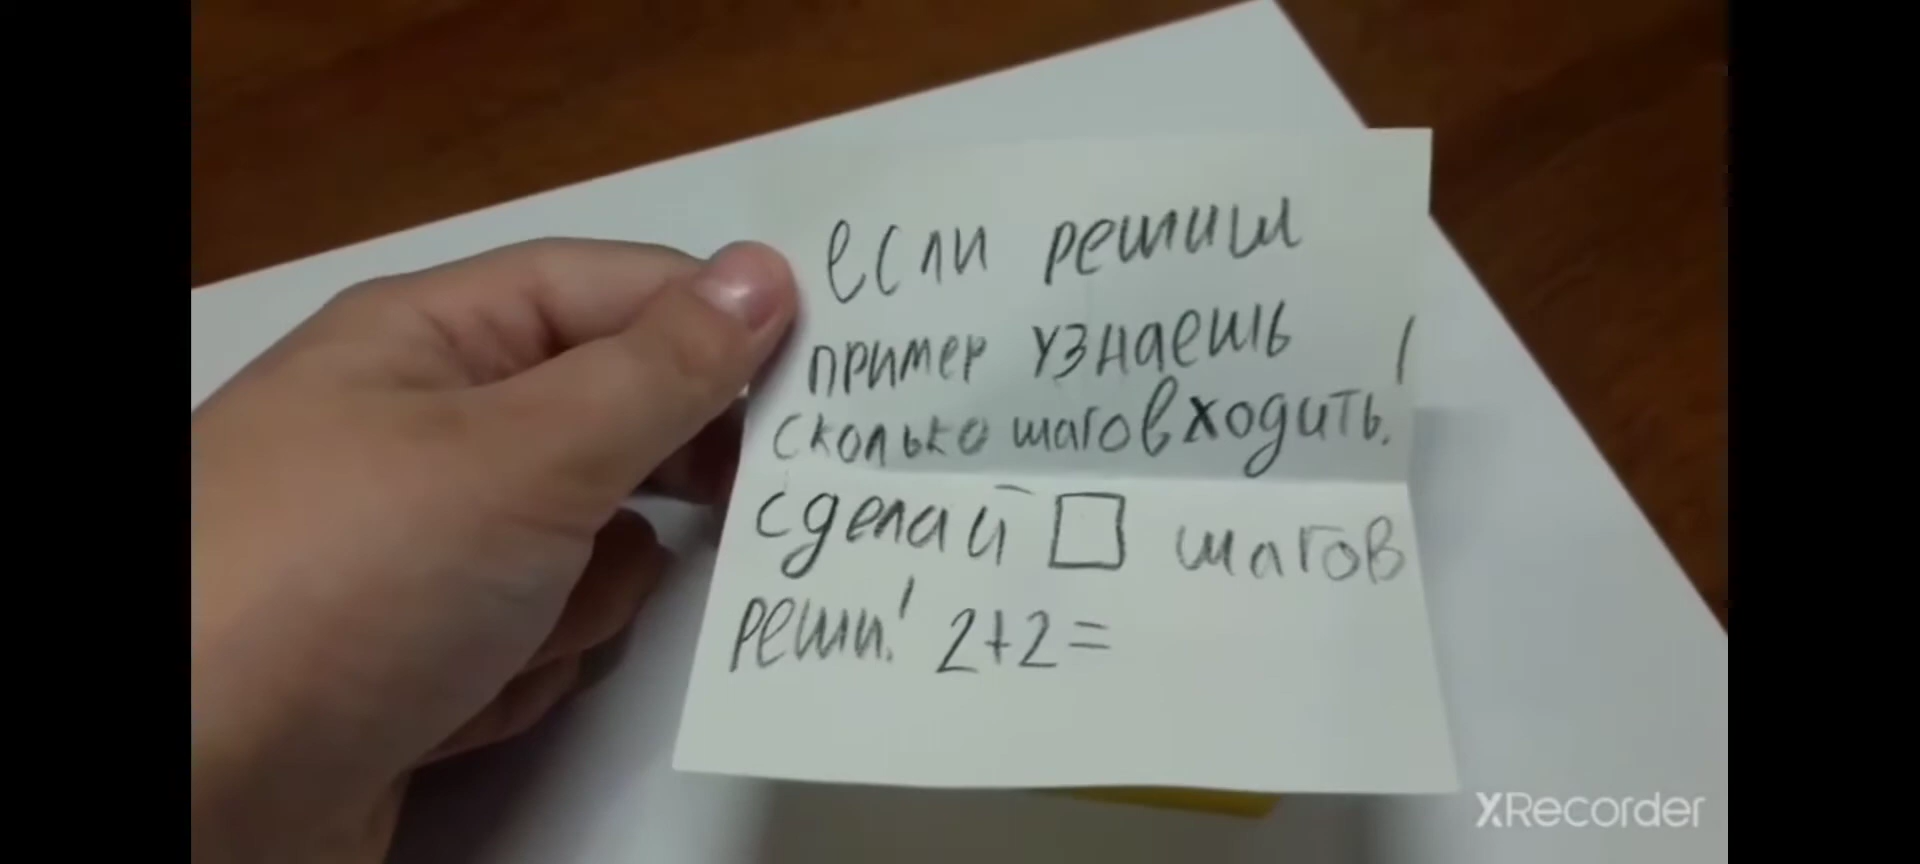 если решиш
пример узнаешь
сколько шагов ходить!
сделай □ шагов
реши! 2+2=
XRecorder